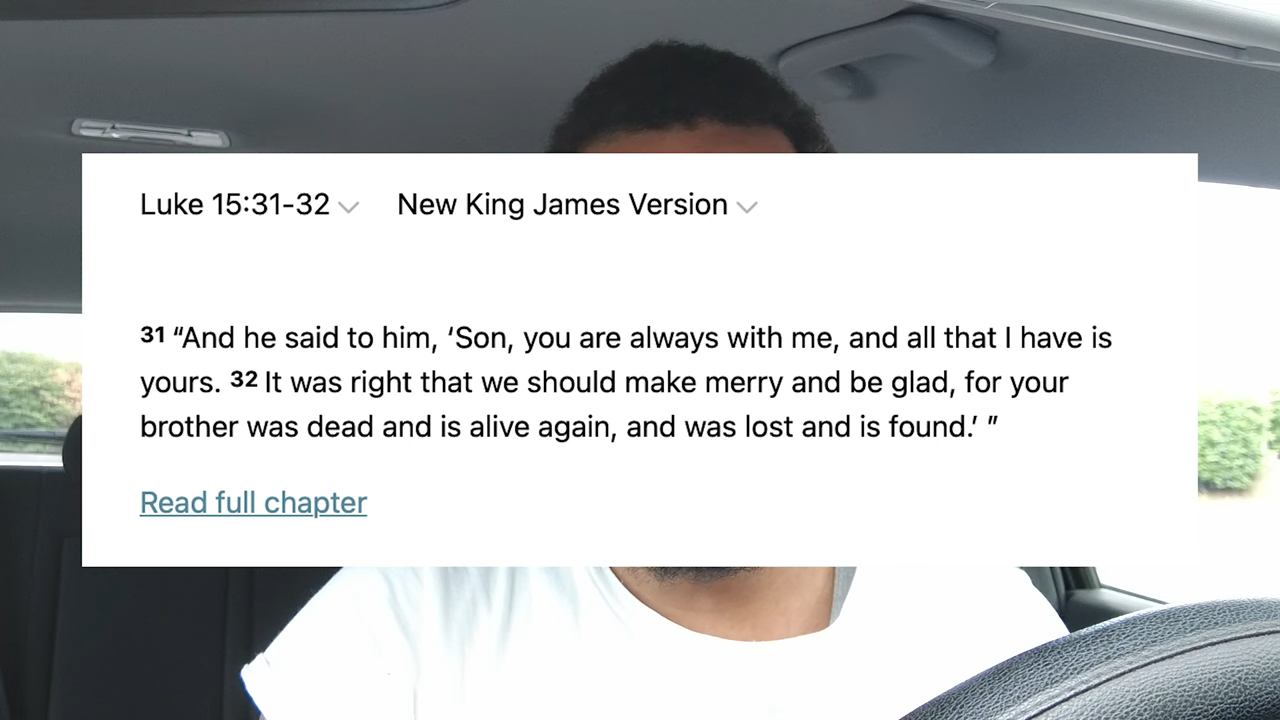 Luke 15:31-32 New King James Version
31 “And he said to him, ‘Son, you are always with me, and all that I have is
yours. 32 It was right that we should make merry and be glad, for your
brother was dead and is alive again, and was lost and is found.’ ”
Read full chapter